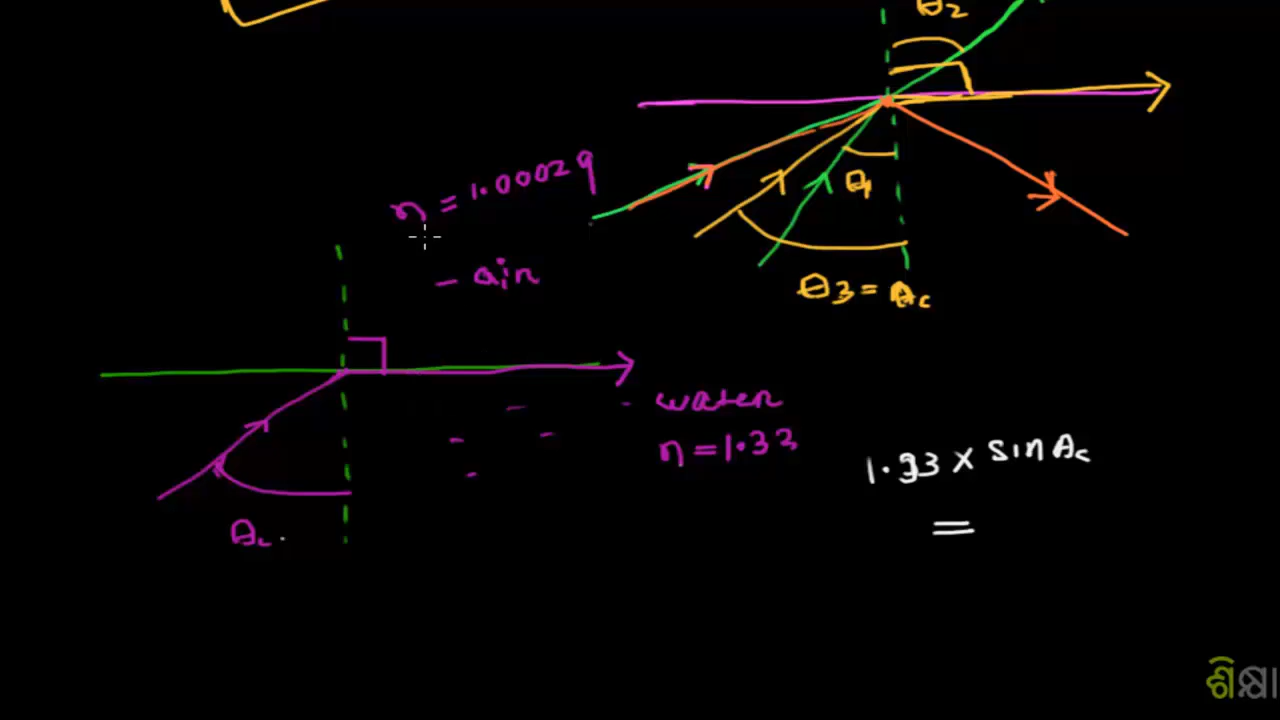 θ₂
η = 1.00029
θ₁
- air
θ₃ = θc
water
η = 1.33
1.33 × sin θc
=
θc
ଶିକ୍ଷା